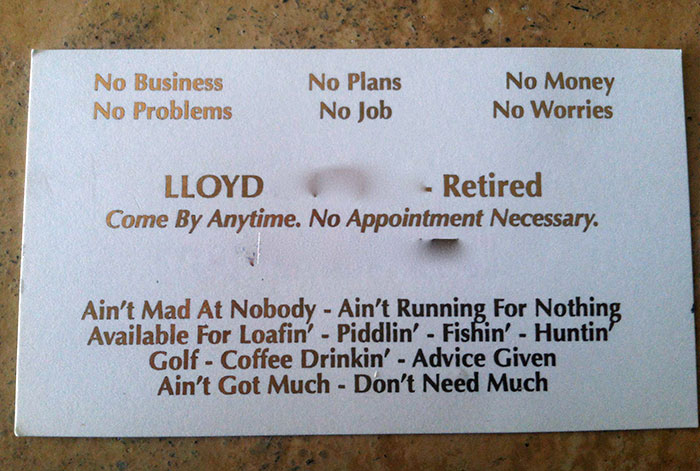 No Business No Plans No Money
No Problems No Job No Worries
LLOYD - Retired
Come By Anytime. No Appointment Necessary.
Ain't Mad At Nobody - Ain't Running For Nothing
Available For Loafin' - Piddlin' - Fishin' - Huntin'
Golf - Coffee Drinkin' - Advice Given
Ain't Got Much - Don't Need Much